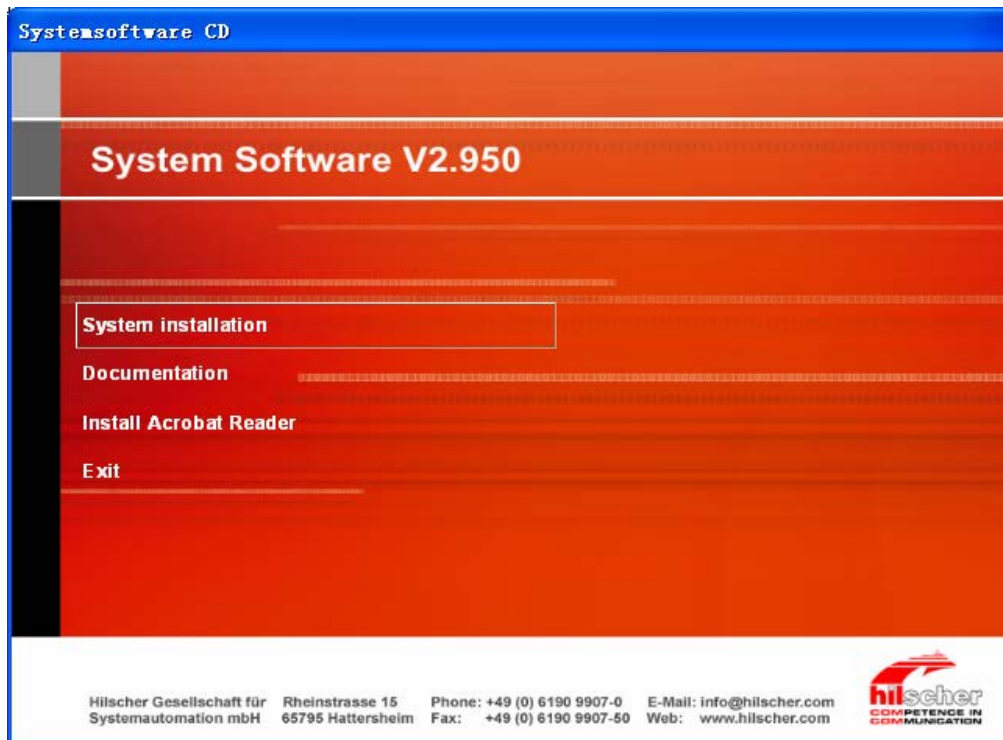 Systemsoftware CD
System Software V2.950
System installation
Documentation
Install Acrobat Reader
Exit
Hilscher Gesellschaft für Rheinstrasse 15 Phone: +49 (0) 6190 9907-0 E-Mail: info@hilscher.com
Systemautomation mbH 65795 Hattersheim Fax: +49 (0) 6190 9907-50 Web: www.hilscher.com
hilscher
COMPETENCE IN
COMMUNICATION